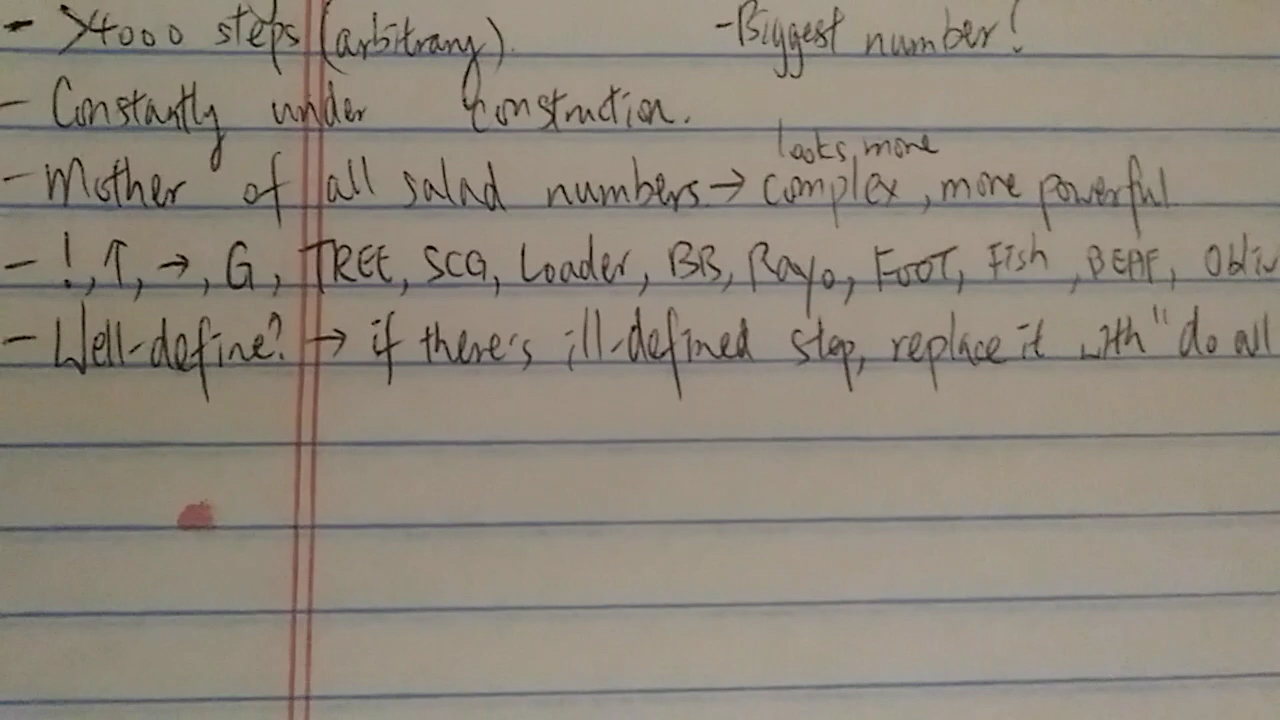 - >4000 steps (arbitrary). -Biggest number!
- Constantly under construction.
looks more
- Mother of all salad numbers → complex, more powerful
- !, ↑, →, G, TREE, SCG, Loader, BB, Rayo, FOOT, Fish, BEAF, Obliv
- Well-define? → if there's ill-defined step, replace it with "do all